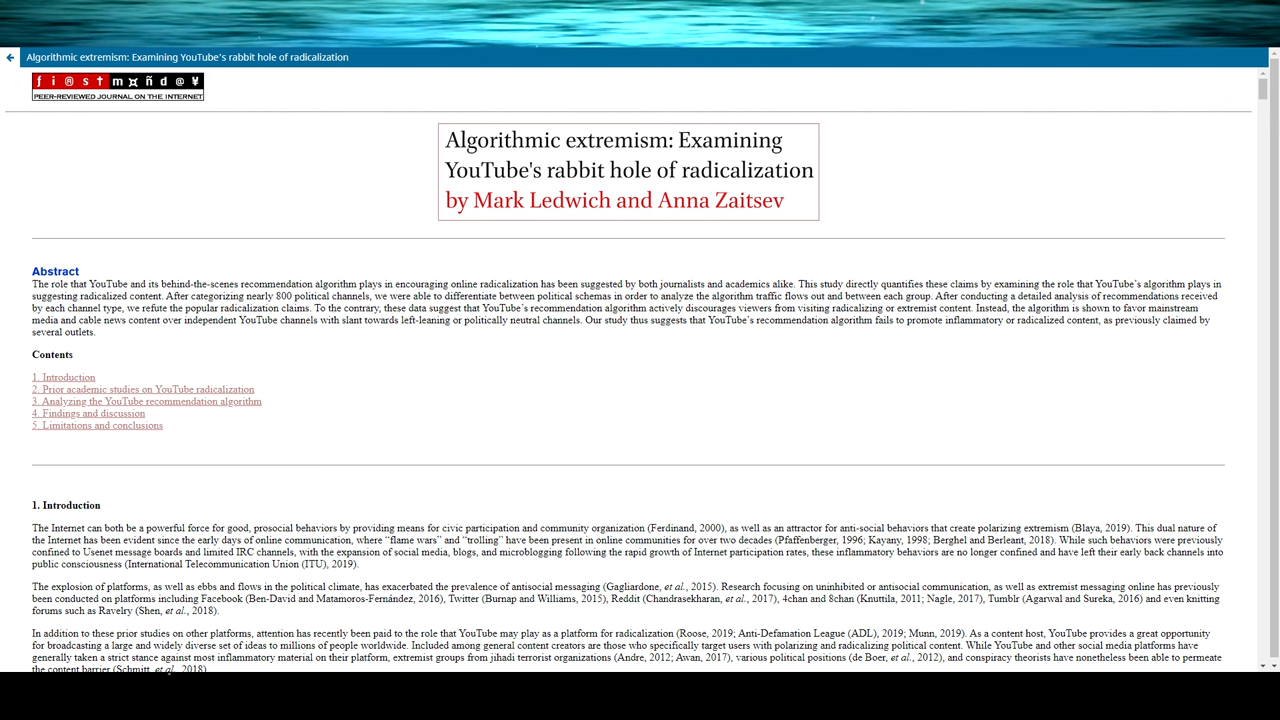 Algorithmic extremism: Examining YouTube's rabbit hole of radicalization
fi®st m¤ñd@¥
PEER-REVIEWED JOURNAL ON THE INTERNET
Algorithmic extremism: Examining
YouTube's rabbit hole of radicalization
by Mark Ledwich and Anna Zaitsev
Abstract
The role that YouTube and its behind-the-scenes recommendation algorithm plays in encouraging online radicalization has been suggested by both journalists and academics alike. This study directly quantifies these claims by examining the role that YouTube's algorithm plays in
suggesting radicalized content. After categorizing nearly 800 political channels, we were able to differentiate between political schemas in order to analyze the algorithm traffic flows out and between each group. After conducting a detailed analysis of recommendations received
by each channel type, we refute the popular radicalization claims. To the contrary, these data suggest that YouTube's recommendation algorithm actively discourages viewers from visiting radicalizing or extremist content. Instead, the algorithm is shown to favor mainstream
media and cable news content over independent YouTube channels with slant towards left-leaning or politically neutral channels. Our study thus suggests that YouTube's recommendation algorithm fails to promote inflammatory or radicalized content, as previously claimed by
several outlets.
Contents
1. Introduction
2. Prior academic studies on YouTube radicalization
3. Analyzing the YouTube recommendation algorithm
4. Findings and discussion
5. Limitations and conclusions
1. Introduction
The Internet can both be a powerful force for good, prosocial behaviors by providing means for civic participation and community organization (Ferdinand, 2000), as well as an attractor for anti-social behaviors that create polarizing extremism (Blaya, 2019). This dual nature of
the Internet has been evident since the early days of online communication, where “flame wars” and “trolling” have been present in online communities for over two decades (Pfaffenberger, 1996; Kayany, 1998; Berghel and Berleant, 2018). While such behaviors were previously
confined to Usenet message boards and limited IRC channels, with the expansion of social media, blogs, and microblogging following the rapid growth of Internet participation rates, these inflammatory behaviors are no longer confined and have left their early back channels into
public consciousness (International Telecommunication Union (ITU), 2019).
The explosion of platforms, as well as ebbs and flows in the political climate, has exacerbated the prevalence of antisocial messaging (Gagliardone, et al., 2015). Research focusing on uninhibited or antisocial communication, as well as extremist messaging online has previously
been conducted on platforms including Facebook (Ben-David and Matamoros-Fernández, 2016), Twitter (Burnap and Williams, 2015), Reddit (Chandrasekharan, et al., 2017), 4chan and 8chan (Knuttila, 2011; Nagle, 2017), Tumblr (Agarwal and Sureka, 2016) and even knitting
forums such as Ravelry (Shen, et al., 2018).
In addition to these prior studies on other platforms, attention has recently been paid to the role that YouTube may play as a platform for radicalization (Roose, 2019; Anti-Defamation League (ADL), 2019; Munn, 2019). As a content host, YouTube provides a great opportunity
for broadcasting a large and widely diverse set of ideas to millions of people worldwide. Included among general content creators are those who specifically target users with polarizing and radicalizing political content. While YouTube and other social media platforms have
generally taken a strict stance against most inflammatory material on their platform, extremist groups from jihadi terrorist organizations (Andre, 2012; Awan, 2017), various political positions (de Boer, et al., 2012), and conspiracy theorists have nonetheless been able to permeate
the content barrier (Schmitt, et al., 2018).